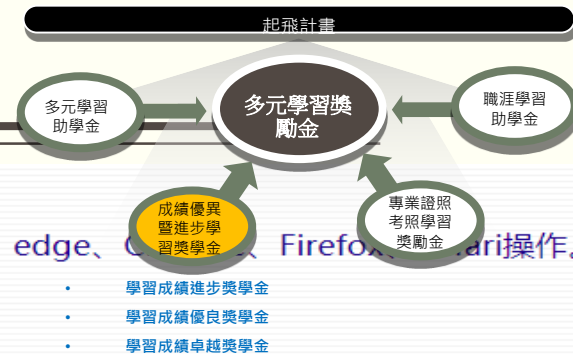 起飛計畫
多元學習
助學金
多元學習獎
勵金
職涯學習
助學金
成績優異
暨進步學
習獎學金
專業證照
考照學習
獎勵金
edge、 、Firefox、 ari操作。
• 學習成績進步獎學金
• 學習成績優良獎學金
• 學習成績卓越獎學金